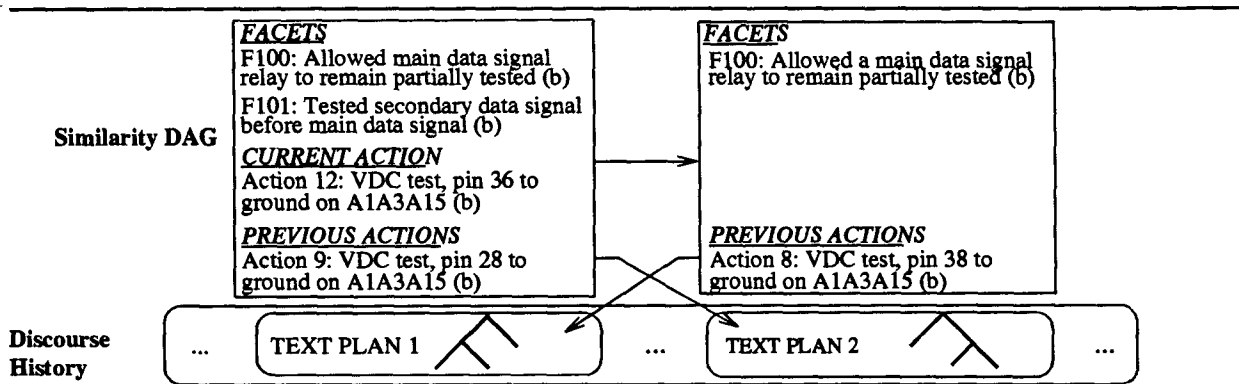 FACETS
F100: Allowed main data signal
relay to remain partially tested (b)
F101: Tested secondary data signal
before main data signal (b)
CURRENT ACTION
Action 12: VDC test, pin 36 to
ground on A1A3A15 (b)
PREVIOUS ACTIONS
Action 9: VDC test, pin 28 to
ground on A1A3A15 (b)
FACETS
F100: Allowed a main data signal
relay to remain partially tested (b)
PREVIOUS ACTIONS
Action 8: VDC test, pin 38 to
ground on A1A3A15 (b)
Similarity DAG
Discourse
History
...
TEXT PLAN 1
...
TEXT PLAN 2
...